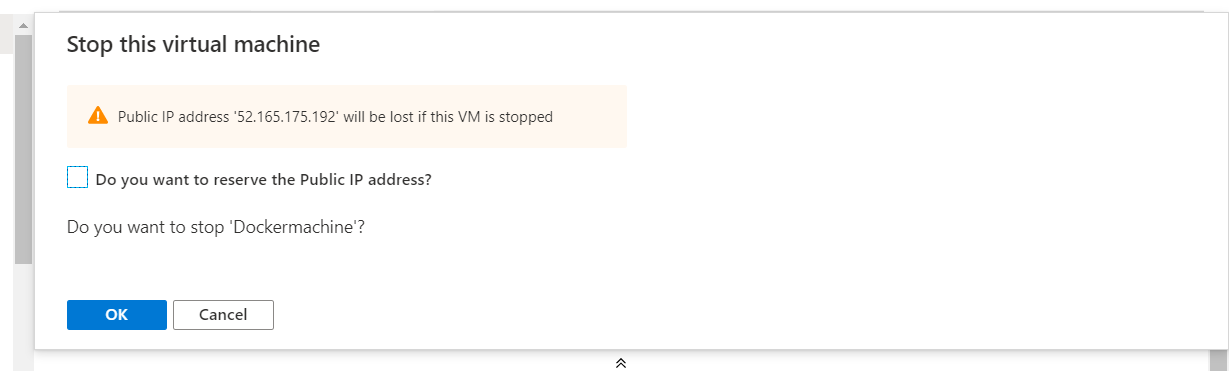 Stop this virtual machine
Public IP address '52.165.175.192' will be lost if this VM is stopped
Do you want to reserve the Public IP address?
Do you want to stop 'Dockermachine'?
OK
Cancel